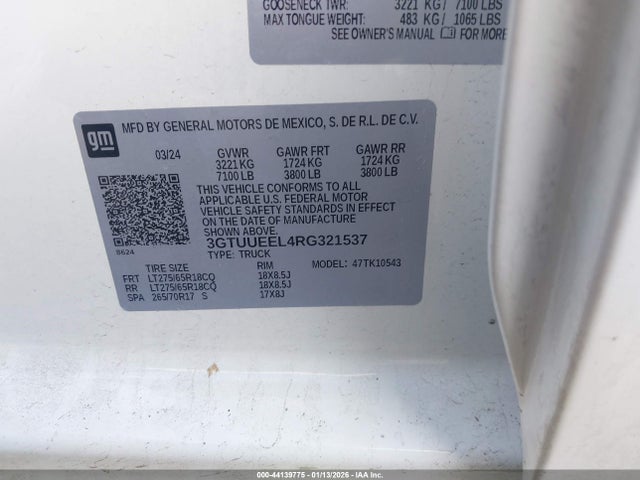 GOOSENECK TWR: 3221 KG / 7100 LBS
MAX TONGUE WEIGHT: 483 KG / 1065 LBS
SEE OWNER'S MANUAL FOR MORE
gm
MFD BY GENERAL MOTORS DE MEXICO, S. DE R.L. DE C.V.
03/24 GVWR GAWR FRT GAWR RR
3221 KG 1724 KG 1724 KG
7100 LB 3800 LB 3800 LB
THIS VEHICLE CONFORMS TO ALL
APPLICABLE U.S. FEDERAL MOTOR
VEHICLE SAFETY STANDARDS IN EFFECT
ON THE DATE OF MANUFACTURE
SHOWN ABOVE.
3GTUUEEL4RG321537
8624
TYPE: TRUCK
TIRE SIZE RIM MODEL: 47TK10543
FRT LT275/65R18CQ 18X8.5J
RR LT275/65R18CQ 18X8.5J
SPA 265/70R17 S 17X8J
000-44139775 - 01/13/2026 - IAAI.COM